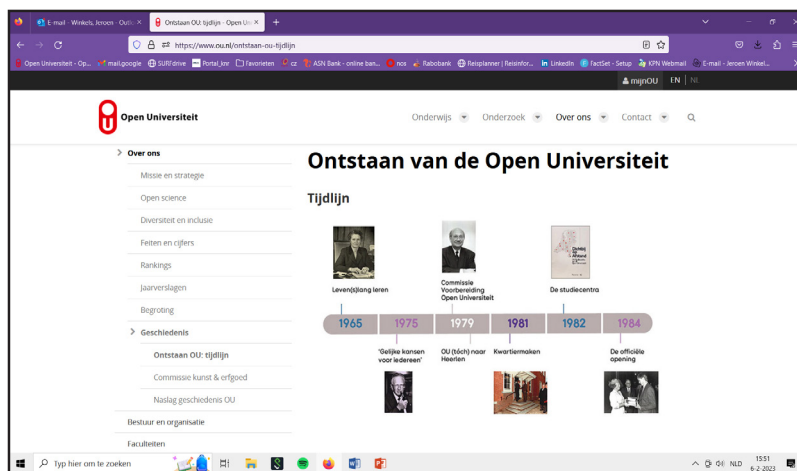 E-mail - Winkels, Jeroen - Outl
Ontstaan OU: tijdlijn - Open Uni
https://www.ou.nl/ontstaan-ou-tijdlijn
Open Universiteit - Op... mail.google SURFdrive Portal_jnr Favorieten cz ASN Bank - online ban... nos Rabobank Reisplanner | Reisinfor... LinkedIn FactSet - Setup KPN Webmail E-mail - Jeroen Winkel...
mijnOU EN NL
Open Universiteit
Onderwijs Onderzoek Over ons Contact
Over ons
Missie en strategie
Open science
Diversiteit en inclusie
Feiten en cijfers
Rankings
Jaarverslagen
Begroting
Geschiedenis
Ontstaan OU: tijdlijn
Commissie kunst & erfgoed
Naslag geschiedenis OU
Bestuur en organisatie
Faculteiten
Ontstaan van de Open Universiteit
Tijdlijn
Leven(s)lang leren
Commissie
Voorbereiding
Open Universiteit
De studiecentra
1965 1975 1979 1981 1982 1984
'Gelijke kansen
voor iedereen'
OU (tóch) naar
Heerlen
Kwartiermaken
De officiële
opening
Typ hier om te zoeken
NLD
15:51
6-2-2023